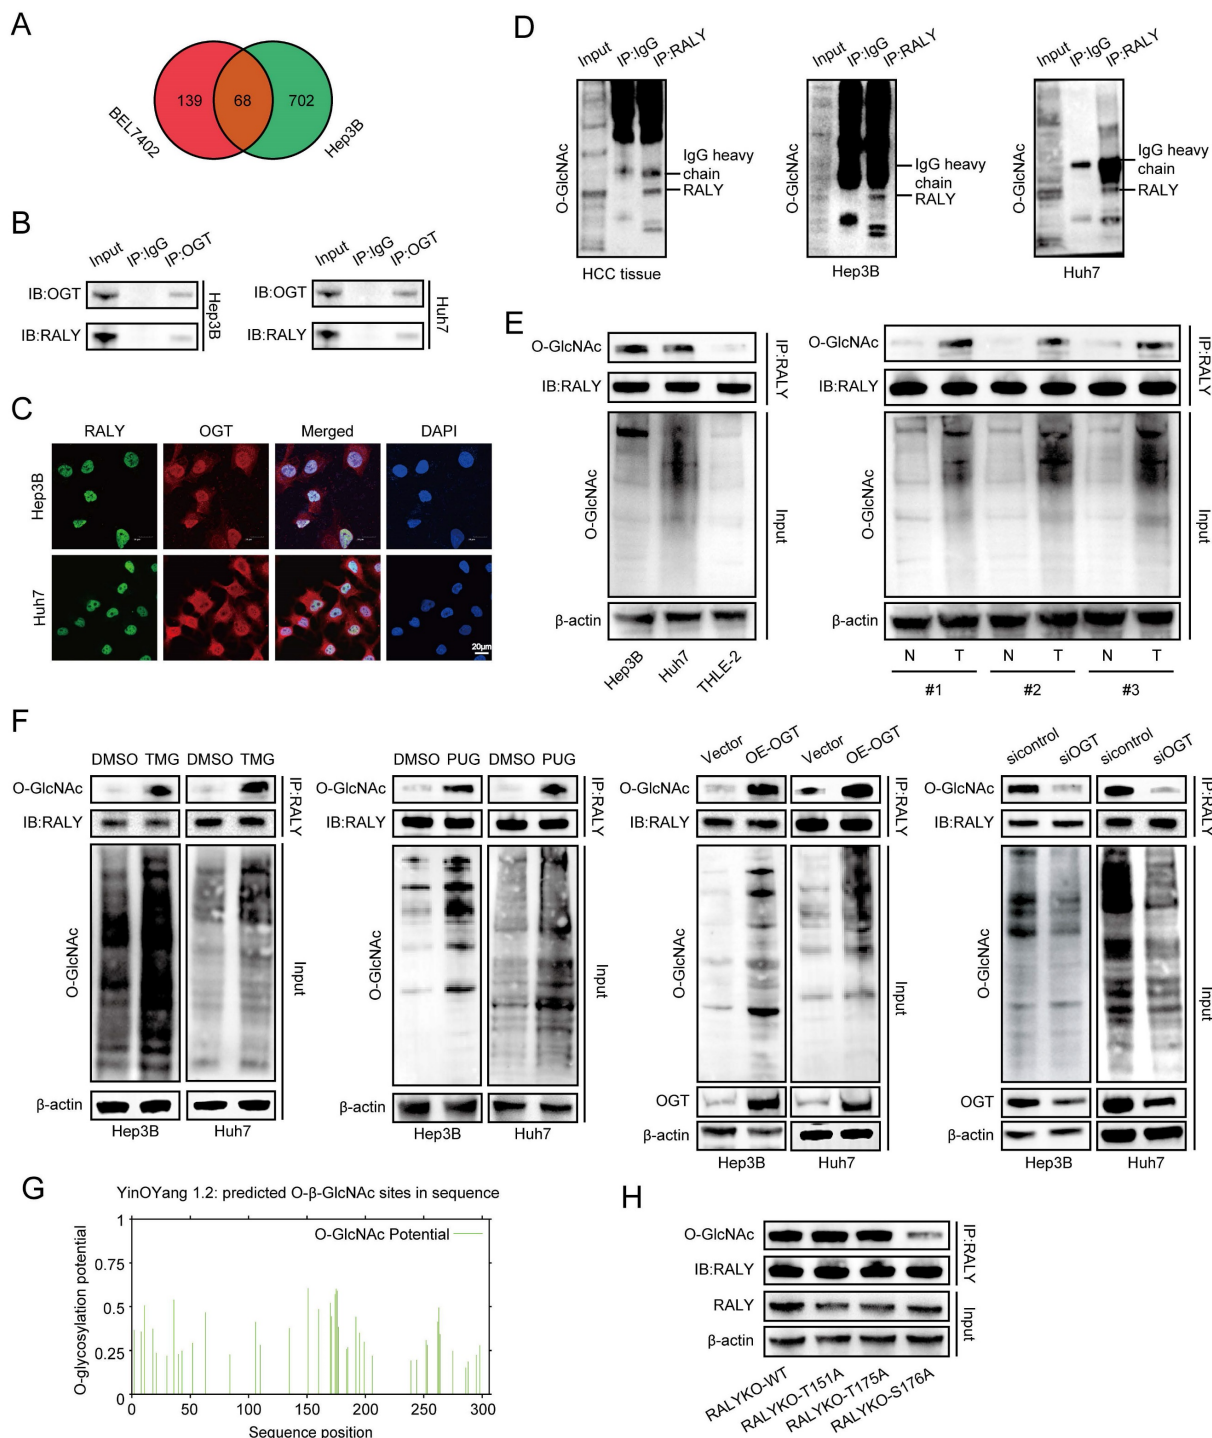 A
139
68
702
BEL7402
Hep3B
B
Input
IP:IgG
IP:OGT
IB:OGT
IB:RALY
Hep3B
Input
IP:IgG
IP:OGT
IB:OGT
IB:RALY
Huh7
C
RALY
OGT
Merged
DAPI
Hep3B
Huh7
20μm
D
Input
IP:IgG
IP:RALY
O-GlcNAc
IgG heavy
chain
RALY
HCC tissue
Input
IP:IgG
IP:RALY
O-GlcNAc
IgG heavy
chain
RALY
Hep3B
Input
IP:IgG
IP:RALY
O-GlcNAc
IgG heavy
chain
RALY
Huh7
E
O-GlcNAc
IB:RALY
IP:RALY
O-GlcNAc
Input
β-actin
Hep3B
Huh7
THLE-2
O-GlcNAc
IB:RALY
IP:RALY
O-GlcNAc
Input
β-actin
N T N T N T
#1 #2 #3
F
DMSO TMG DMSO TMG
O-GlcNAc
IB:RALY
IP:RALY
O-GlcNAc
Input
β-actin
Hep3B Huh7
DMSO PUG DMSO PUG
O-GlcNAc
IB:RALY
IP:RALY
O-GlcNAc
Input
β-actin
Hep3B Huh7
Vector OE-OGT Vector OE-OGT
O-GlcNAc
IB:RALY
IP:RALY
O-GlcNAc
Input
OGT
β-actin
Hep3B Huh7
sicontrol siOGT sicontrol siOGT
O-GlcNAc
IB:RALY
IP:RALY
O-GlcNAc
Input
OGT
β-actin
Hep3B Huh7
G
YinOYang 1.2: predicted O-β-GlcNAc sites in sequence
O-GlcNAc Potential
O-glycosylation potential
1
0.75
0.5
0.25
0
0 50 100 150 200 250 300
Sequence position
H
O-GlcNAc
IB:RALY
IP:RALY
RALY
β-actin
Input
RALYKO-WT
RALYKO-T151A
RALYKO-T175A
RALYKO-S176A